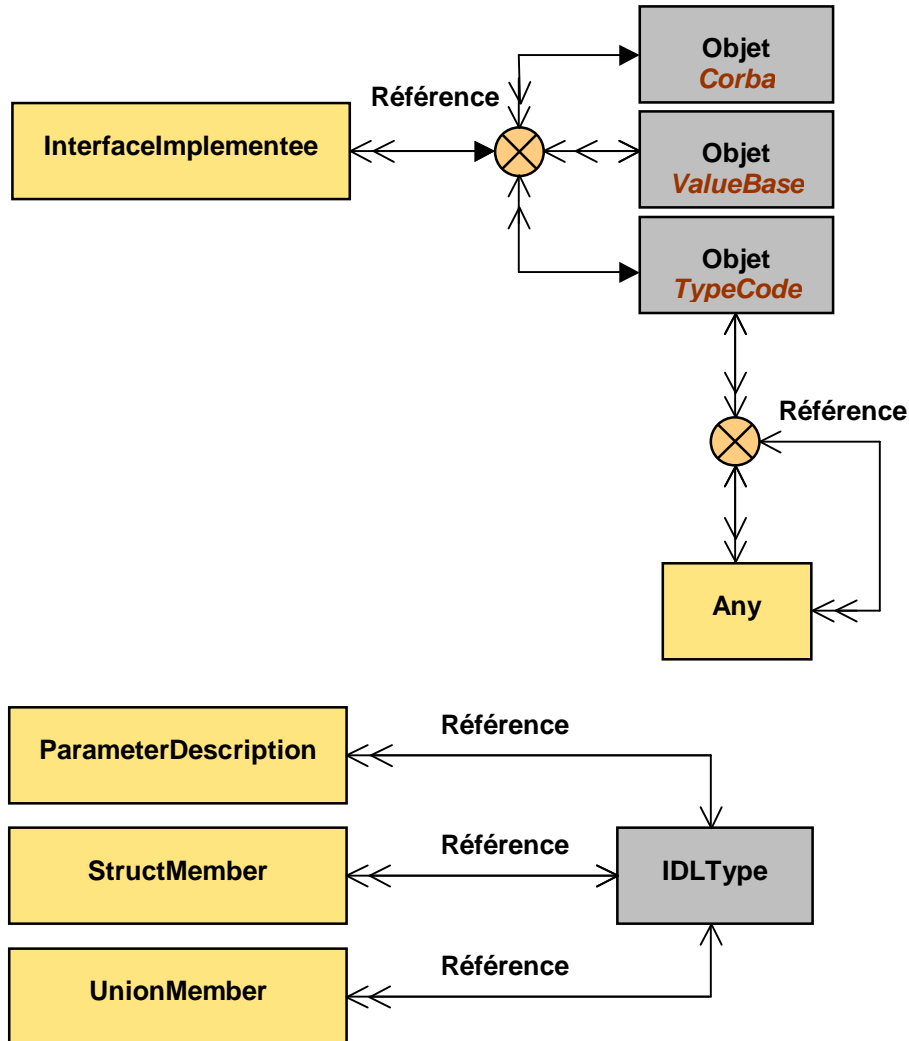 Objet
Corba
Référence
InterfaceImplementee
Objet
ValueBase
Objet
TypeCode
Référence
Any
Référence
ParameterDescription
Référence
StructMember
IDLType
Référence
UnionMember